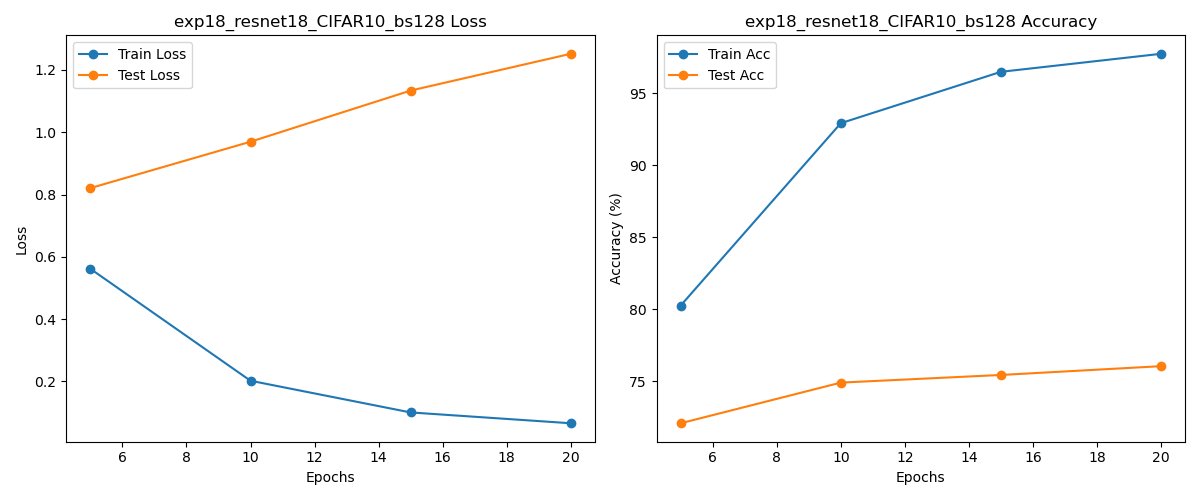 exp18_resnet18_CIFAR10_bs128 Loss
Train Loss
Test Loss
1.2
1.0
0.8
0.6
0.4
0.2
Loss
6 8 10 12 14 16 18 20
Epochs
exp18_resnet18_CIFAR10_bs128 Accuracy
Train Acc
Test Acc
95
90
85
80
75
Accuracy (%)
6 8 10 12 14 16 18 20
Epochs